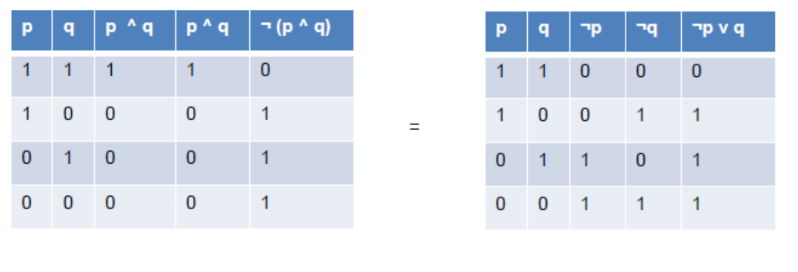 p q p ^ q p ^ q ¬ (p ^ q)
1 1 1 1 0
1 0 0 0 1
0 1 0 0 1
0 0 0 0 1
=
p q ¬p ¬q ¬p v q
1 1 0 0 0
1 0 0 1 1
0 1 1 0 1
0 0 1 1 1